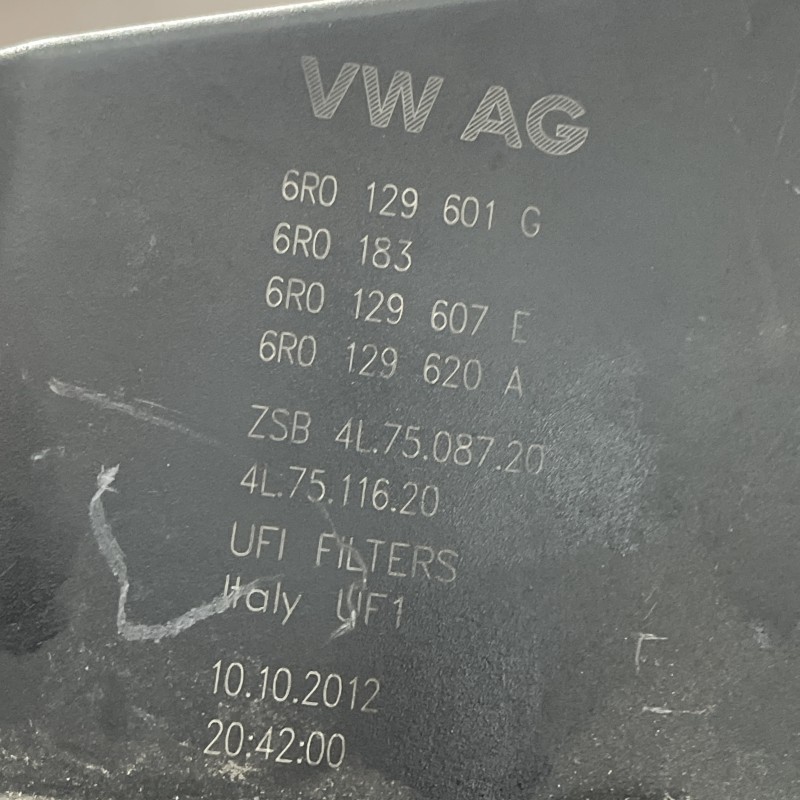 VW AG
6R0 129 601 G
6R0 183
6R0 129 607 E
6R0 129 620 A
ZSB 4L.75.087.20
4L.75.116.20
UFI FILTERS
Italy UF1
10.10.2012
20:42:00